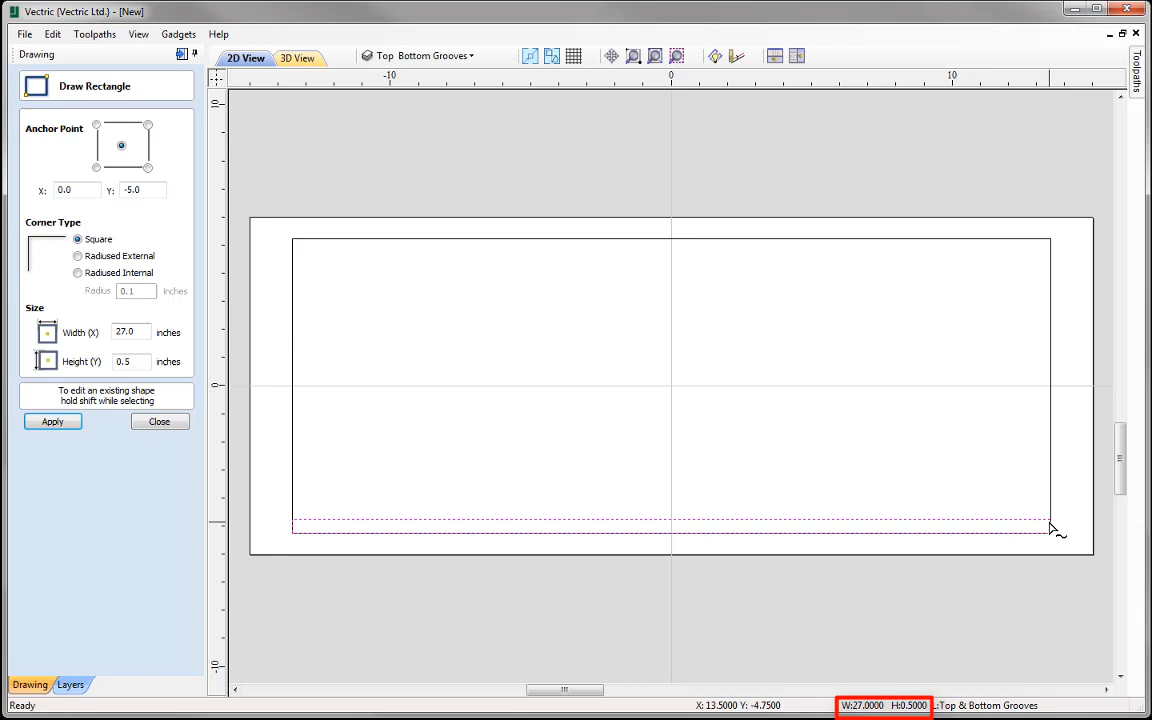 Vectric {Vectric Ltd.} - [New]
File Edit Toolpaths View Gadgets Help
Drawing
2D View 3D View Top Bottom Grooves
Toolpaths
-10 0 10
Draw Rectangle
10
Anchor Point
X: 0.0 Y: -5.0
Corner Type
Square
Radiused External
Radiused Internal
Radius 0.1 inches
Size
Width (X) 27.0 inches
Height (Y) 0.5 inches
0
To edit an existing shape
hold shift while selecting
Apply Close
-10
Drawing Layers
Ready X: 13.5000 Y: -4.7500 W:27.0000 H:0.5000 L:Top & Bottom Grooves